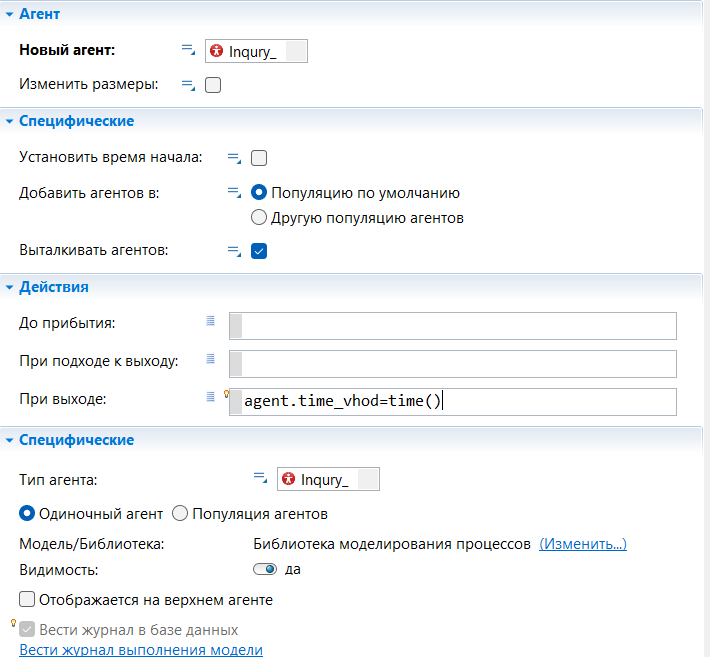 Агент
Новый агент: Inqury_
Изменить размеры:
Специфические
Установить время начала:
Добавить агентов в: Популяцию по умолчанию
Другую популяцию агентов
Выталкивать агентов:
Действия
До прибытия:
При подходе к выходу:
При выходе: agent.time_vhod=time()
Специфические
Тип агента: Inqury_
Одиночный агент Популяция агентов
Модель/Библиотека: Библиотека моделирования процессов (Изменить...)
Видимость: да
Отображается на верхнем агенте
Вести журнал в базе данных
Вести журнал выполнения модели